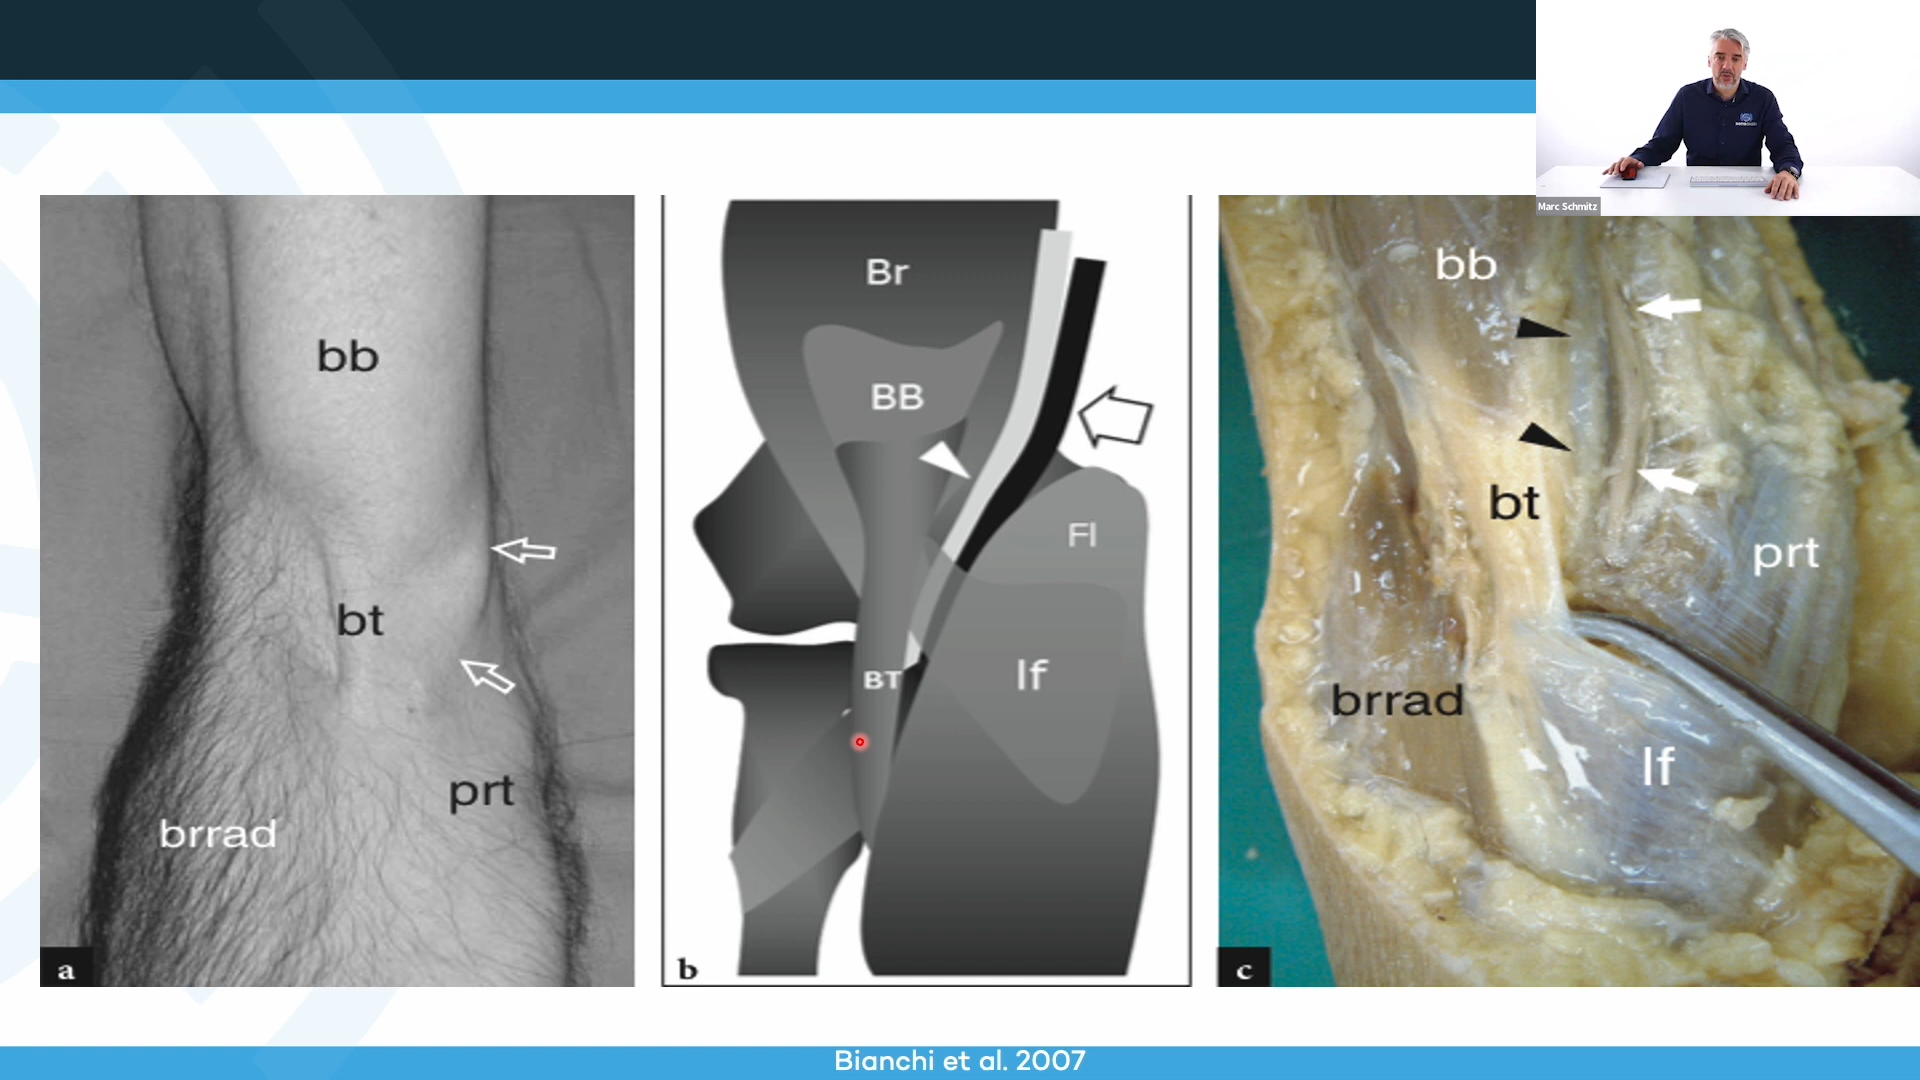 Marc Schmitz
bb
bt
prt
brrad
a
Br
BB
Fl
BT
lf
b
bb
bt
prt
brrad
lf
c
Bianchi et al. 2007